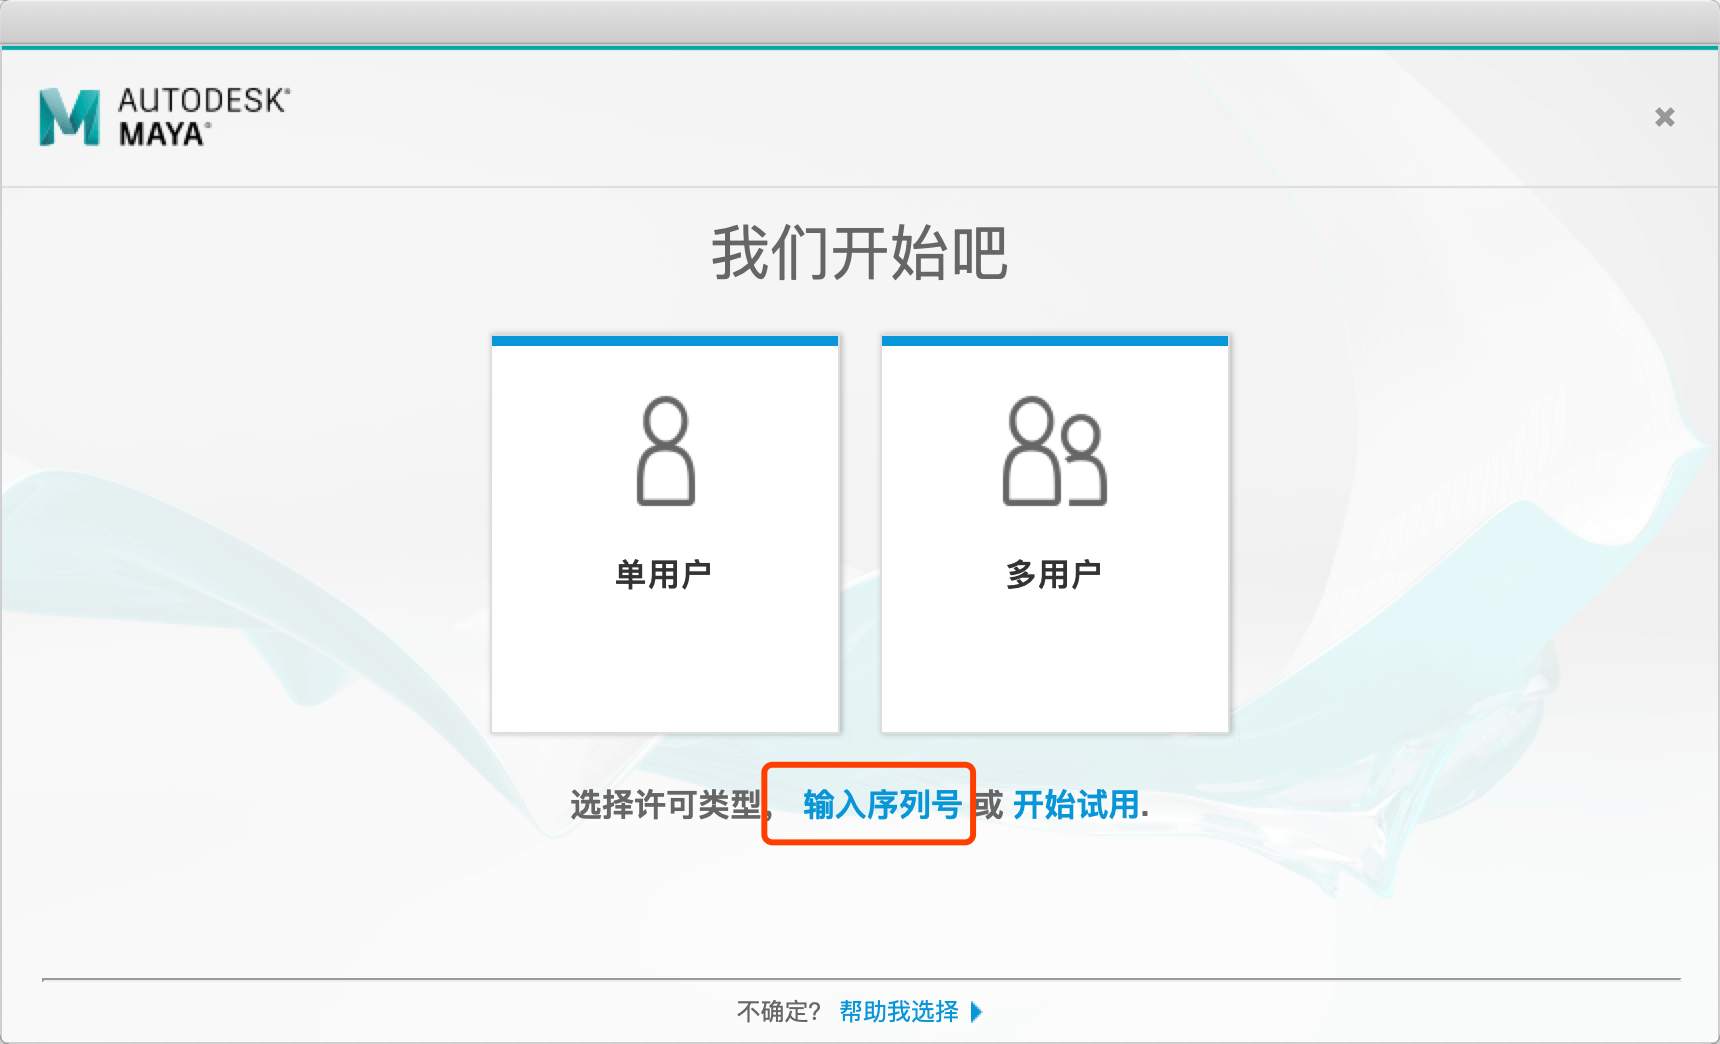 AUTODESK®
MAYA®
我们开始吧
单用户
多用户
选择许可类型, 输入序列号 或 开始试用.
不确定? 帮助我选择